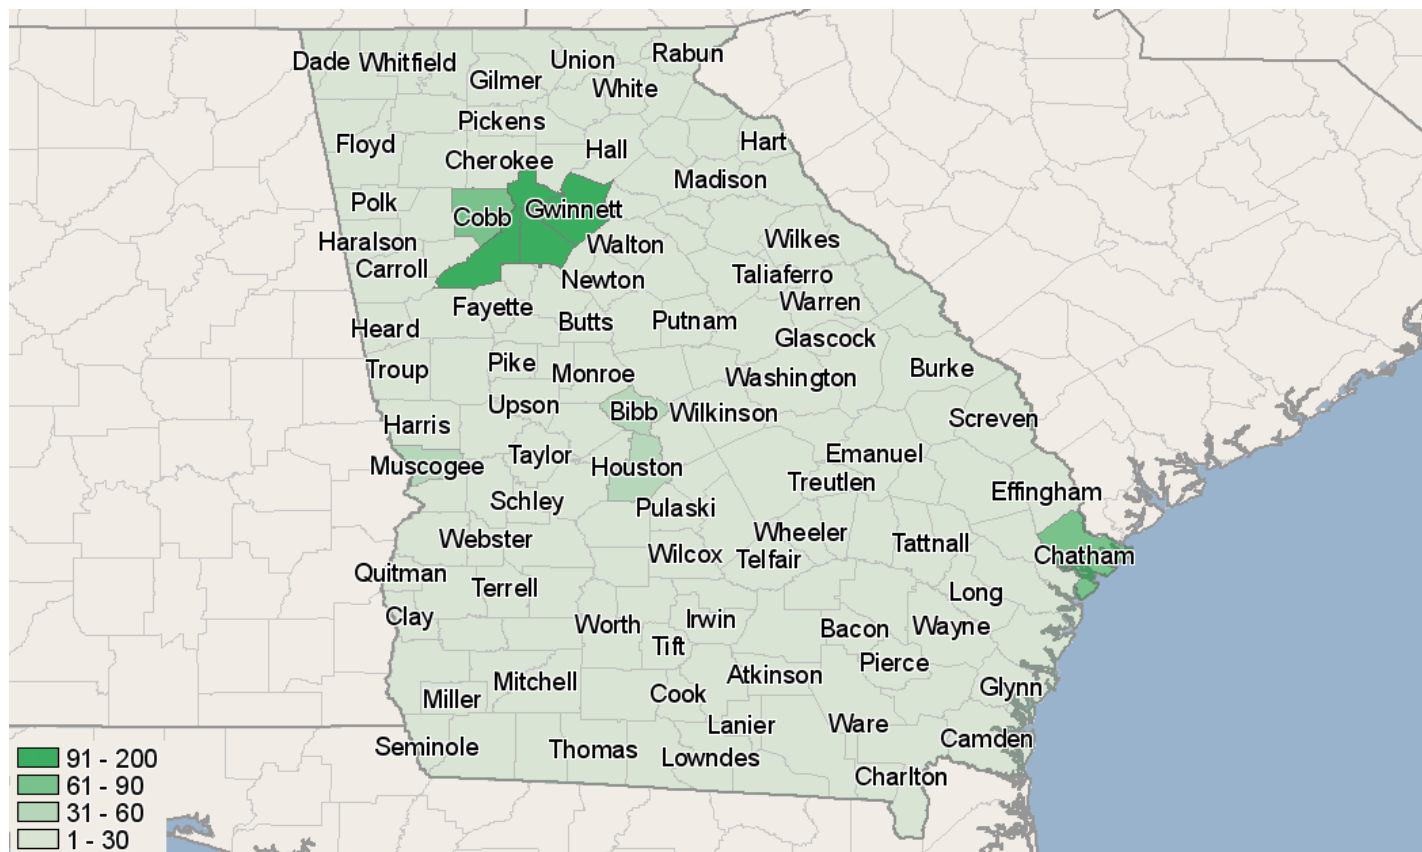 Dade Whitfield
Union
Rabun
Gilmer
White
Pickens
Floyd
Hall
Hart
Cherokee
Madison
Polk
Cobb
Gwinnett
Haralson
Walton
Wilkes
Carroll
Newton
Taliaferro
Fayette
Warren
Heard
Butts
Putnam
Glascock
Troup
Pike
Monroe
Washington
Burke
Upson
Bibb
Wilkinson
Harris
Screven
Muscogee
Taylor
Houston
Emanuel
Treutlen
Schley
Pulaski
Effingham
Webster
Wheeler
Tattnall
Wilcox
Telfair
Chatham
Quitman
Terrell
Long
Clay
Worth
Irwin
Bacon
Wayne
Tift
Pierce
Atkinson
Miller
Mitchell
Cook
Glynn
Lanier
Ware
Camden
Seminole
Thomas
Lowndes
Charlton
91 - 200
61 - 90
31 - 60
1 - 30